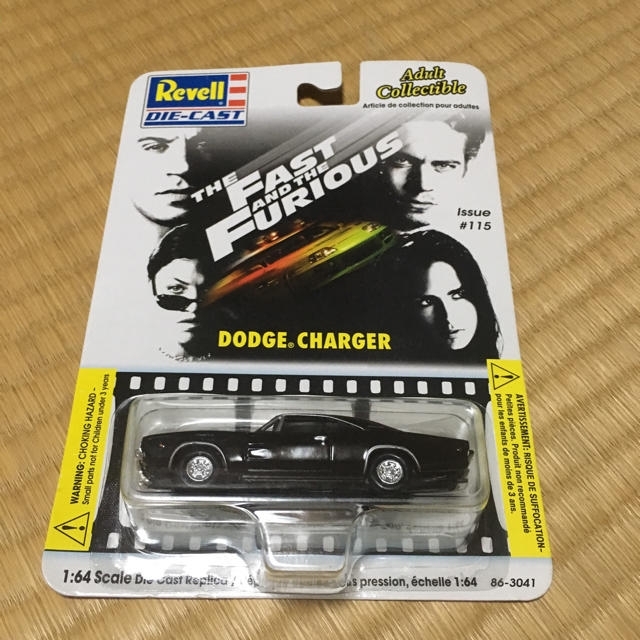 Revell
DIE-CAST
Adult
Collectible
Article de collection pour adultes
THE FAST
AND THE
FURIOUS
Issue
#115
DODGE® CHARGER
WARNING: CHOKING HAZARD -
Small parts not for Children under 3 years
AVERTISSEMENT: RISQUE DE SUFFOCATION-
Petites pièces. Produit non recommandé
pour les enfants de moins de 3 ans.
1:64 Scale Die Cast Replica / pression, échelle 1:64
86-3041